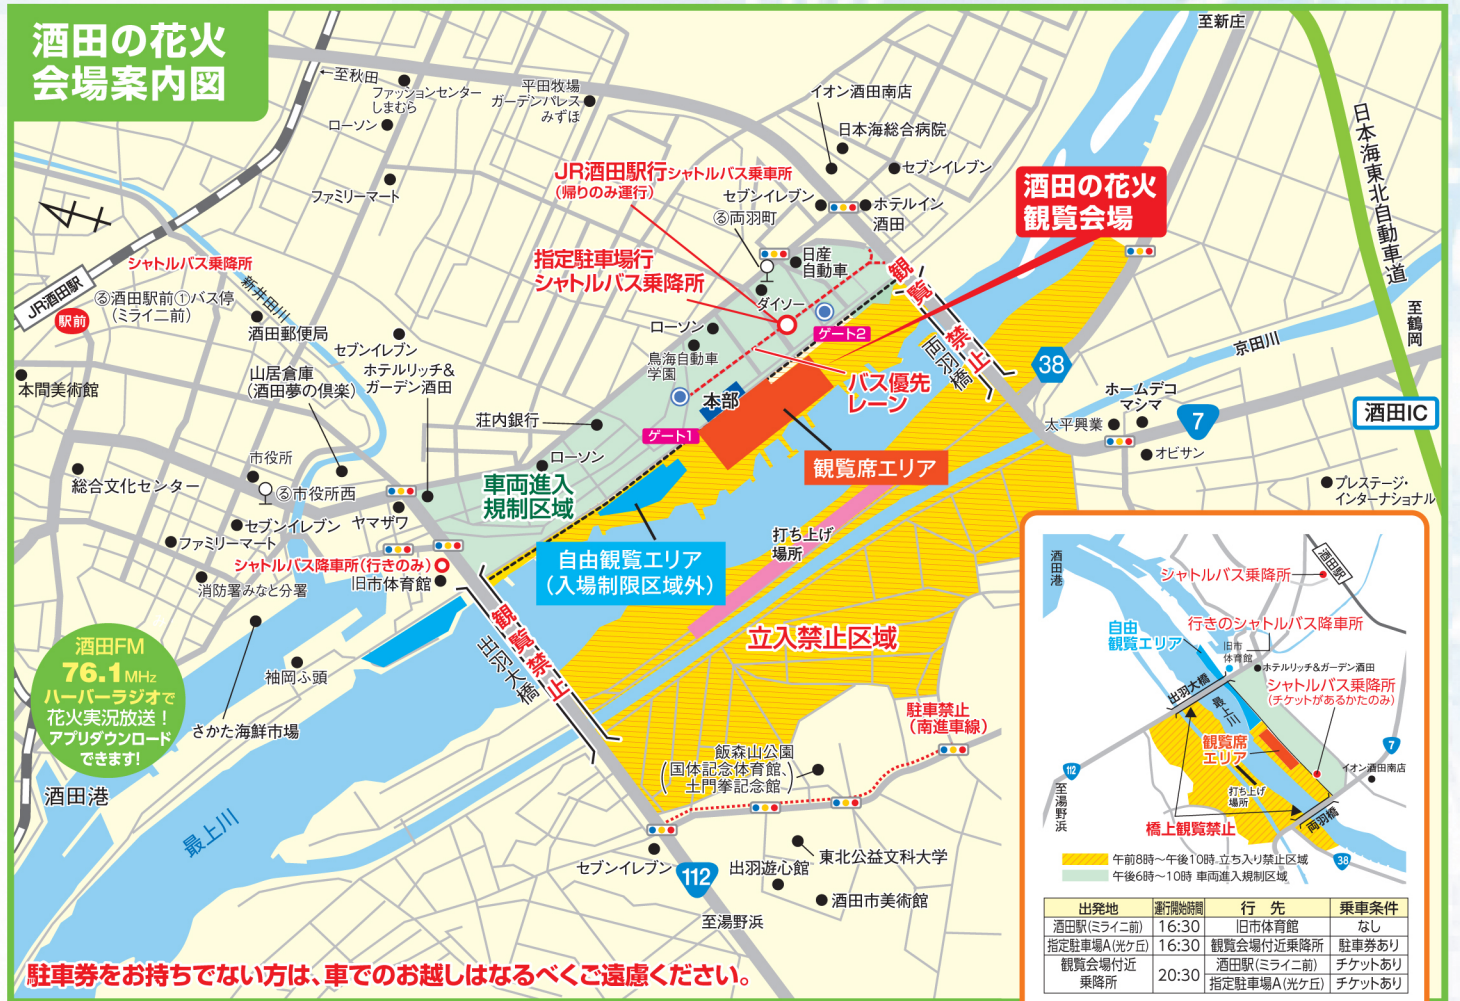 酒田の花火
会場案内図
至新庄
←至秋田
ファッションセンター
しまむら
ローソン
平田牧場
ガーデンパレス
みずほ
イオン酒田南店
日本海総合病院
セブンイレブン
日本海東北自動車道
JR酒田駅行シャトルバス乗車所
(帰りのみ運行)
セブンイレブン
ホテルイン
酒田
る両羽町
酒田の花火
観覧会場
ファミリーマート
指定駐車場行
シャトルバス乗降所
日産
自動車
ダイソー
観覧禁止
両羽橋
シャトルバス乗降所
新井田川
JR酒田駅
駅前
る酒田駅前①バス停
(ミライニ前)
酒田郵便局
セブンイレブン
ローソン
鳥海自動車
学園
ゲート2
至鶴岡
京田川
38
本間美術館
山居倉庫
(酒田夢の倶楽)
ホテルリッチ&
ガーデン酒田
本部
バス優先
レーン
ホームデコ
マシマ
太平興業
7
酒田IC
オビサン
荘内銀行
ゲート1
ローソン
観覧席エリア
市役所
総合文化センター
る市役所西
車両進入
規制区域
プレステージ・
インターナショナル
セブンイレブン
ヤマザワ
ファミリーマート
打ち上げ
場所
シャトルバス降車所(行きのみ)
旧市体育館
自由観覧エリア
(入場制限区域外)
消防署みなと分署
観覧禁止
出羽大橋
立入禁止区域
酒田FM
76.1MHz
ハーバーラジオで
花火実況放送!
アプリダウンロード
できます!
袖岡ふ頭
さかた海鮮市場
駐車禁止
(南進車線)
飯森山公園
(国体記念体育館、
土門拳記念館)
酒田港
最上川
セブンイレブン
112
出羽遊心館
東北公益文科大学
酒田市美術館
至湯野浜
駐車券をお持ちでない方は、車でのお越しはなるべくご遠慮ください。
酒田港
酒田駅
シャトルバス乗降所
自由
観覧エリア
行きのシャトルバス降車所
旧市
体育館
ホテルリッチ&ガーデン酒田
出羽大橋
最上川
シャトルバス乗降所
(チケットがあるかたのみ)
観覧席
エリア
7
イオン酒田南店
112
至湯野浜
打ち上げ
場所
橋上観覧禁止
両羽橋
38
午前8時~午後10時 立ち入り禁止区域
午後6時~10時 車両進入規制区域
出発地 運行開始時間 行先 乗車条件
酒田駅(ミライニ前) 16:30 旧市体育館 なし
指定駐車場A(光ケ丘) 16:30 観覧会場付近乗降所 駐車券あり
観覧会場付近
乗降所 20:30 酒田駅(ミライニ前) チケットあり
指定駐車場A(光ケ丘) チケットあり